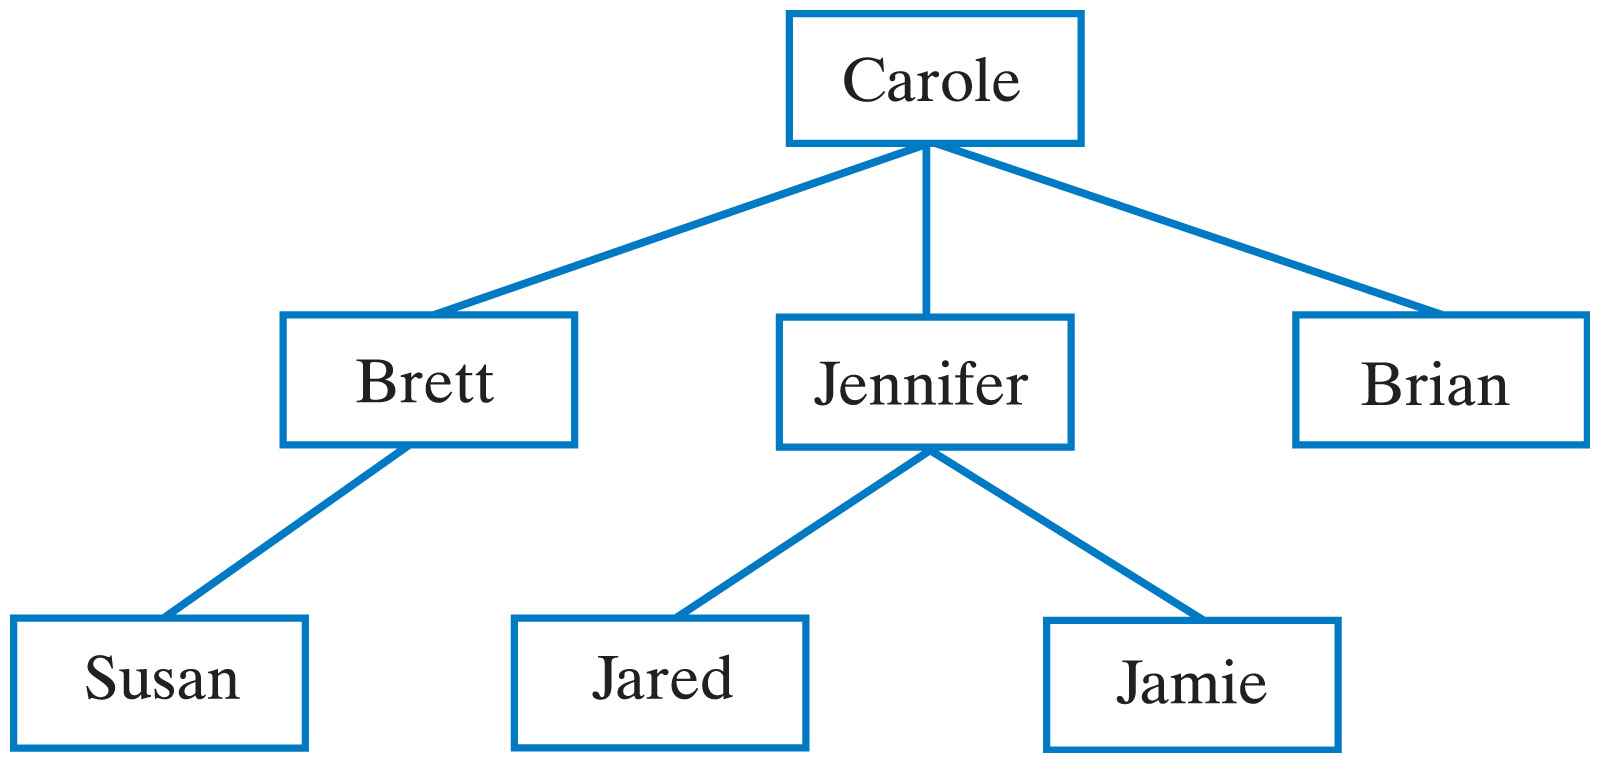 Carole
Brett
Jennifer
Brian
Susan
Jared
Jamie